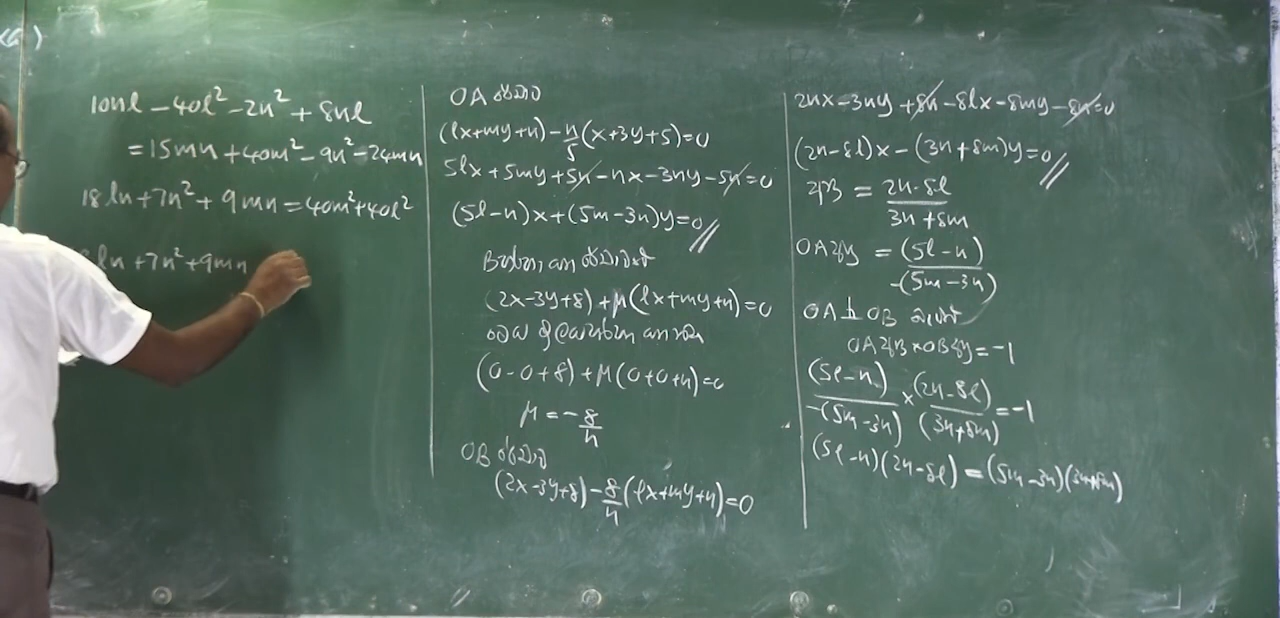 10nl - 40l² - 2n² + 8nl
= 15mn + 40m² - 9n² - 24mn
18ln + 7n² + 9mn = 40m² + 40l²
ln + 7n² + 9mn
OA
(lx+my+n) - n/5 (x+3y+5) = 0
5lx + 5my + 5n - nx - 3ny - 5n = 0
(5l-n)x + (5m-3n)y = 0 //
(2x-3y+8) + μ(lx+my+n) = 0
(0-0+8) + μ(0+0+n) = 0
μ = -8/n
OB
(2x-3y+8) - 8/n (lx+my+n) = 0
2nx - 3ny + 8n - 8lx - 8my - 8n = 0
(2n-8l)x - (3n+8m)y = 0 //
= (2n-8l)/(3n+8m)
OA = (5l-n)/-(5m-3n)
OA ⊥ OB
OA × OB = -1
(5l-n)/-(5m-3n) × (2n-8l)/(3n+8m) = -1
(5l-n)(2n-8l) = (5m-3n)(3n+8m)